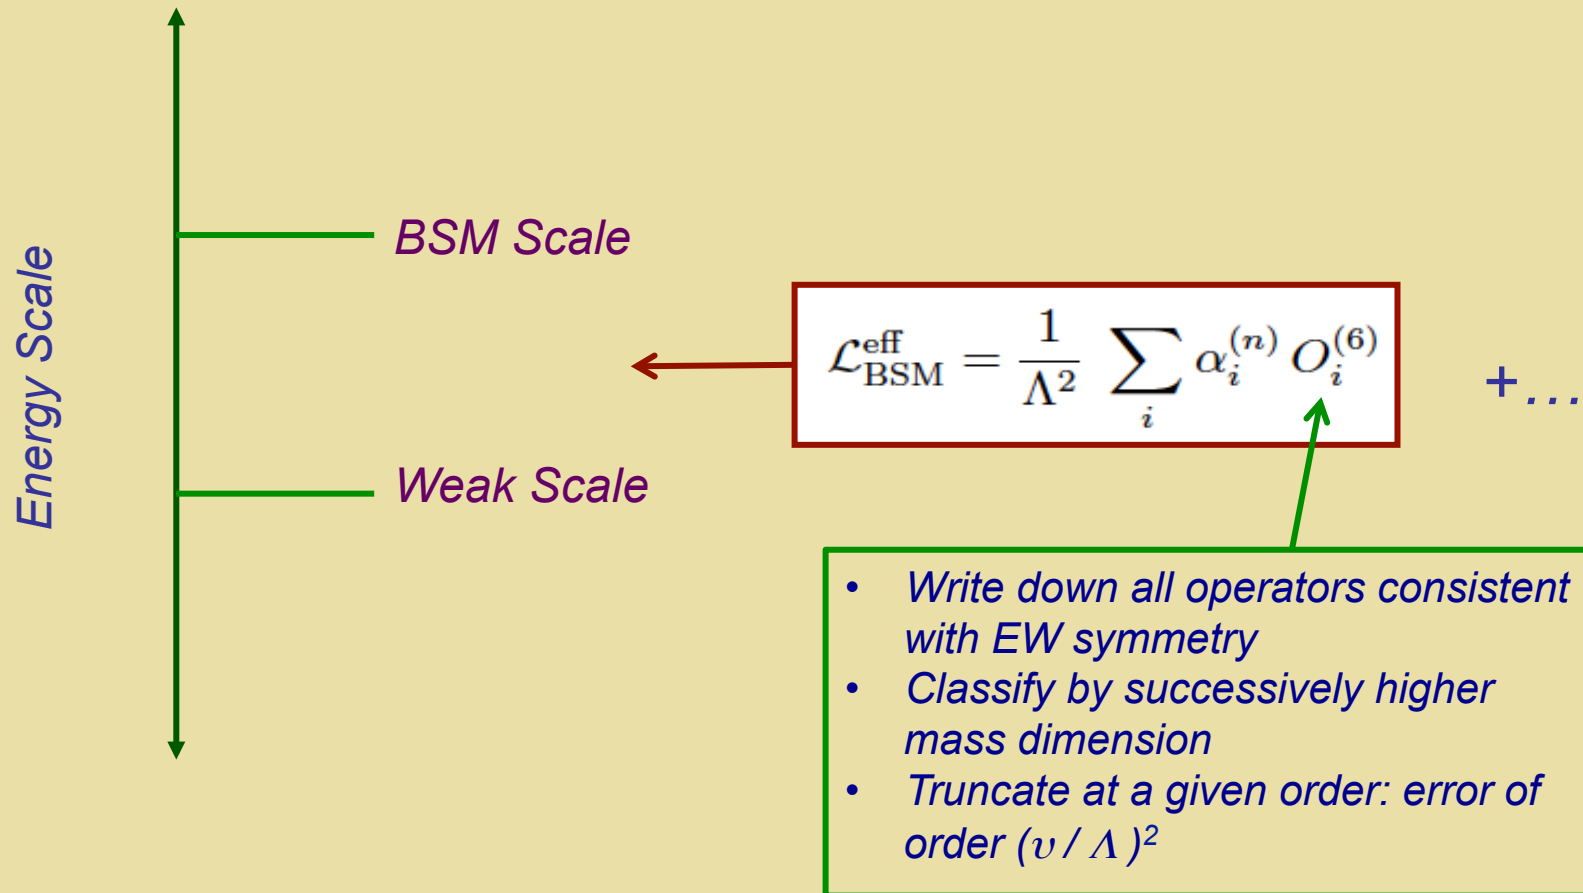 Energy Scale
BSM Scale
$\mathcal{L}_{\text{BSM}}^{\text{eff}} = \frac{1}{\Lambda^2} \sum_i \alpha_i^{(n)} O_i^{(6)}$ +…
Weak Scale
• Write down all operators consistent
with EW symmetry
• Classify by successively higher
mass dimension
• Truncate at a given order: error of
order (υ / Λ )²